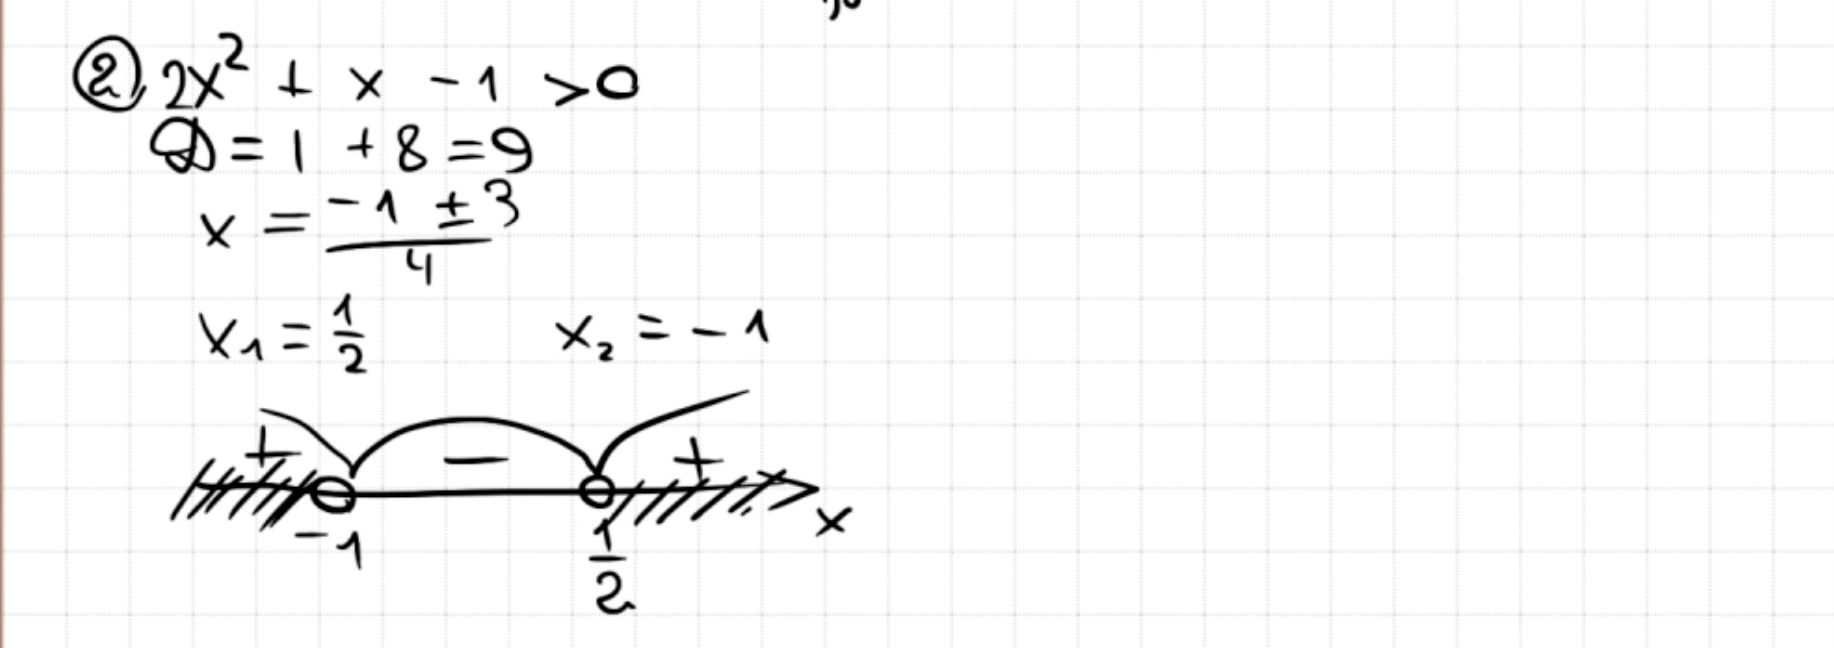 ② 2x² + x - 1 > 0
D = 1 + 8 = 9
x = (-1 ± 3)/4
x₁ = 1/2 x₂ = -1
+ - +
-1 1/2 x